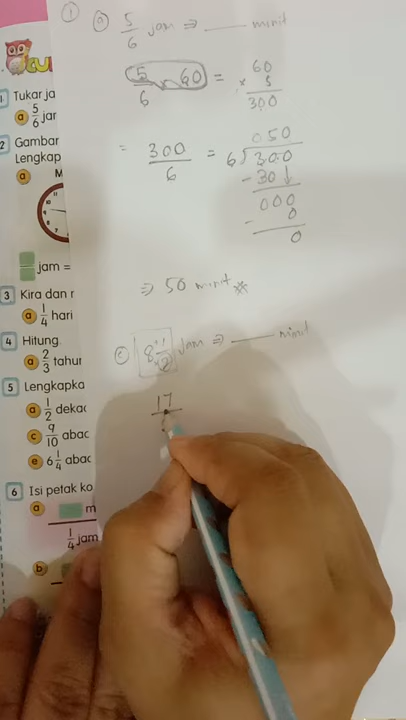 ① ⓐ 5/6 jam ⇒ ____ minit
5/6 × 60 = 60
× 5
300
= 300/6 = 6)300
050
- 30↓
000
- 0
0
⇒ 50 minit
ⓒ 8 1/2 jam ⇒ ____ minit
17
1 Tukar ja
a 5/6 jar
2 Gambar
Lengkap
a
M
jam =
3 Kira dan r
a 1/4 hari
4 Hitung
a 2/3 tahur
5 Lengkapka
a 1/2 deka
c 9/10 abac
e 6 1/4 abac
6 Isi petak ko
a m
1/4 jam
b